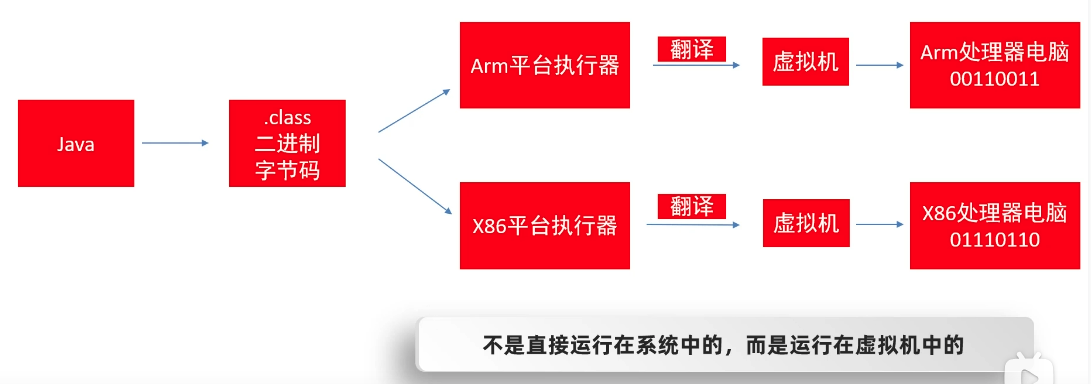 Java
.class
二进制
字节码
Arm平台执行器
翻译
虚拟机
Arm处理器电脑
00110011
X86平台执行器
翻译
虚拟机
X86处理器电脑
01110110
不是直接运行在系统中的，而是运行在虚拟机中的